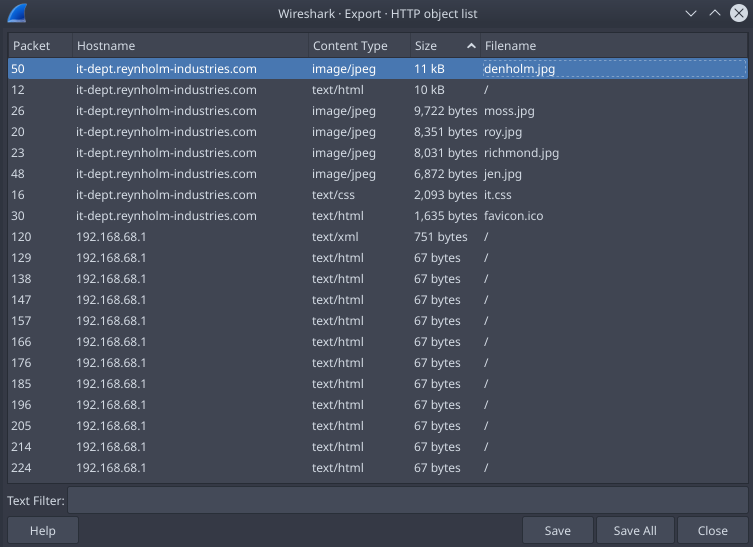 Wireshark · Export · HTTP object list
Packet Hostname Content Type Size Filename
50 it-dept.reynholm-industries.com image/jpeg 11 kB denholm.jpg
12 it-dept.reynholm-industries.com text/html 10 kB /
26 it-dept.reynholm-industries.com image/jpeg 9,722 bytes moss.jpg
20 it-dept.reynholm-industries.com image/jpeg 8,351 bytes roy.jpg
23 it-dept.reynholm-industries.com image/jpeg 8,031 bytes richmond.jpg
48 it-dept.reynholm-industries.com image/jpeg 6,872 bytes jen.jpg
16 it-dept.reynholm-industries.com text/css 2,093 bytes it.css
30 it-dept.reynholm-industries.com text/html 1,635 bytes favicon.ico
120 192.168.68.1 text/xml 751 bytes /
129 192.168.68.1 text/html 67 bytes /
138 192.168.68.1 text/html 67 bytes /
147 192.168.68.1 text/html 67 bytes /
157 192.168.68.1 text/html 67 bytes /
166 192.168.68.1 text/html 67 bytes /
176 192.168.68.1 text/html 67 bytes /
185 192.168.68.1 text/html 67 bytes /
196 192.168.68.1 text/html 67 bytes /
205 192.168.68.1 text/html 67 bytes /
214 192.168.68.1 text/html 67 bytes /
224 192.168.68.1 text/html 67 bytes /
Text Filter:
Help Save Save All Close